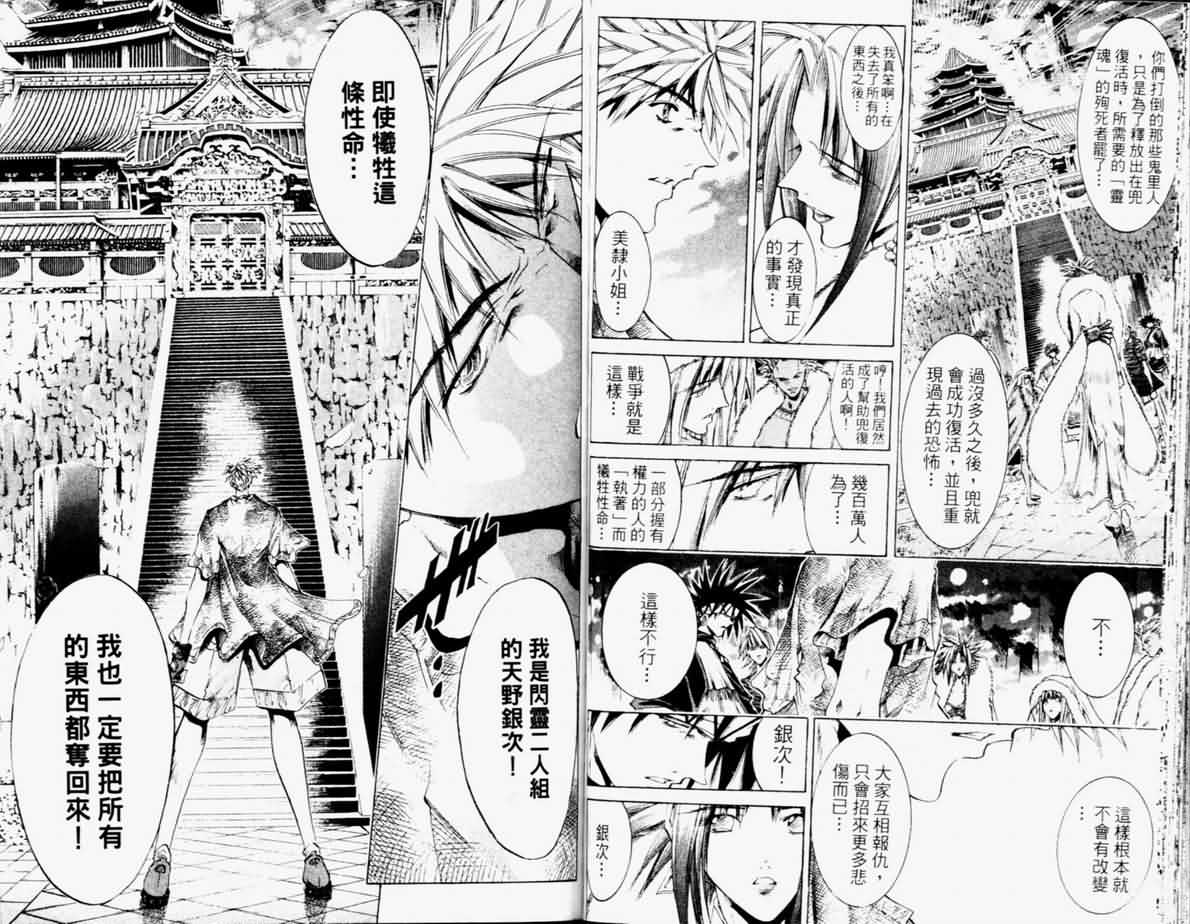 你們打倒的那些鬼里人
，只是為了釋放出在兜
復活時，所需要的「靈
魂」的殉死者罷了…
過沒多久之後，兜就
會成功復活，並且重
現過去的恐怖…
我真笨啊…在
失去了所有的
東西之後…
才發現真正
的事實…
美隸小姐…
哼！我們居然
成了幫助兜復
活的人啊！
戰爭就是
這樣…
幾百萬人
為了…
一部分握有
權力的人的
「執著」而
犧牲性命…
不…
這樣不行…
這樣根本就
不會有改變
…
大家互相報仇，
只會招來更多悲
傷而已…
銀次！
銀次…
即使犧牲這
條性命…
我是閃靈二人組
的天野銀次！
我也一定要把所有
的東西都奪回來！